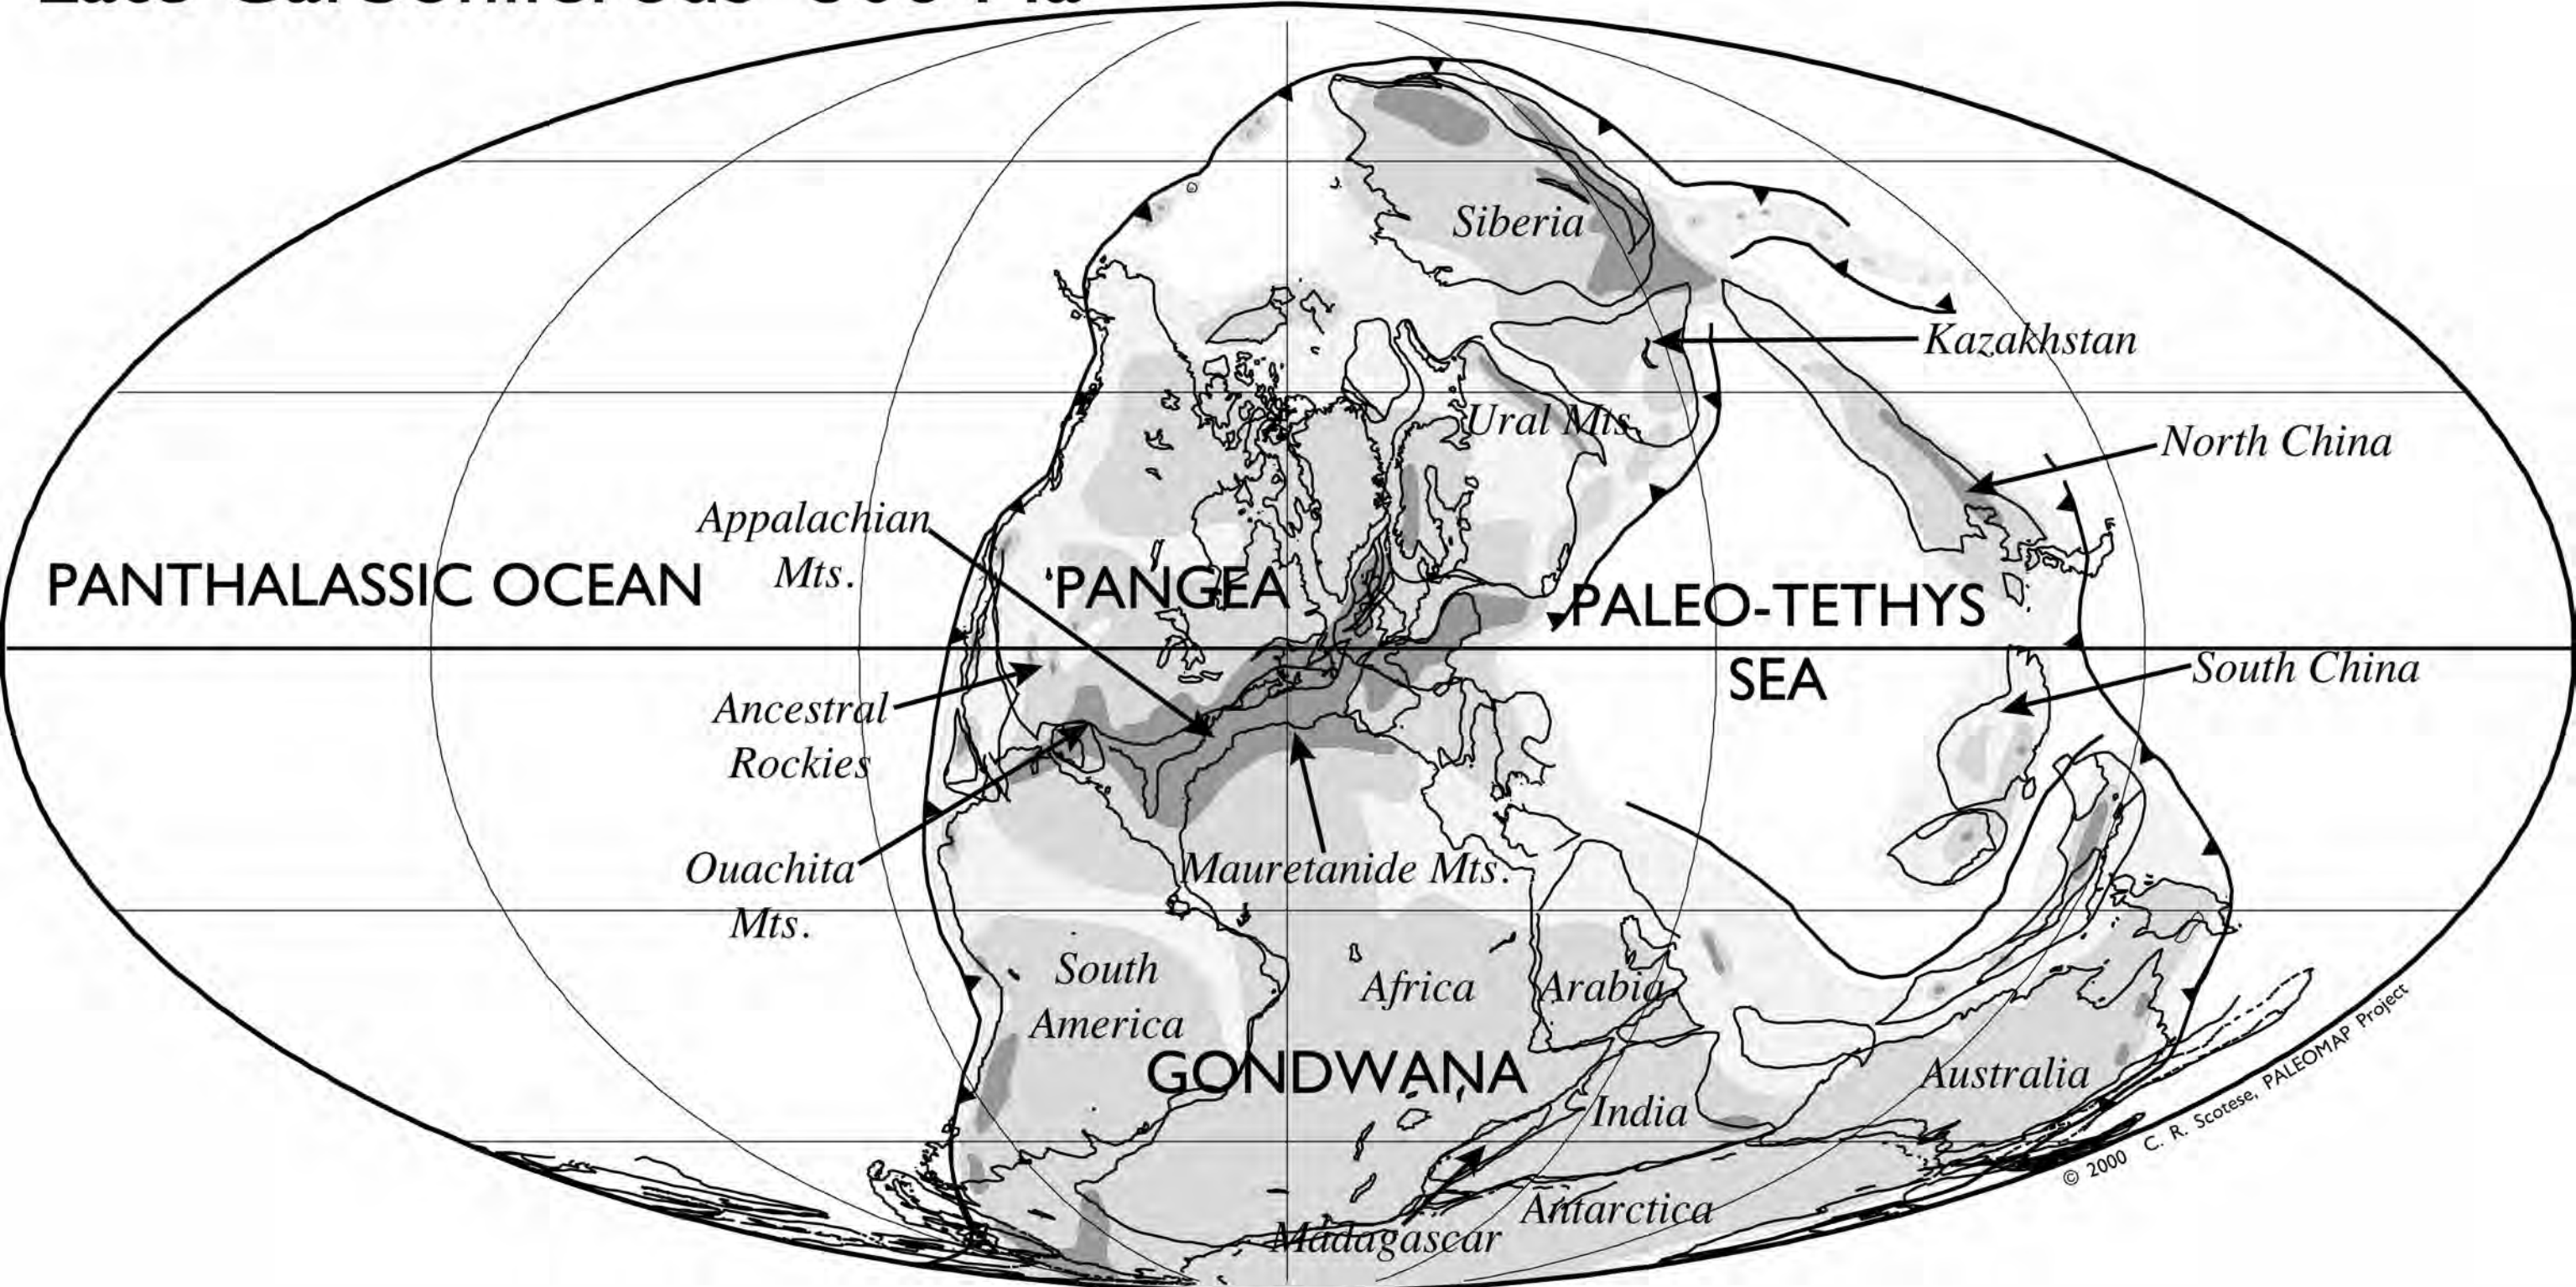 Siberia
Kazakhstan
Ural Mts.
North China
Appalachian
Mts.
PANTHALASSIC OCEAN
PANGEA
PALEO-TETHYS
SEA
South China
Ancestral
Rockies
Ouachita
Mts.
Mauretanide Mts.
South
America
Africa
Arabia
GONDWANA
India
Australia
Antarctica
Madagascar
© 2000 C. R. Scotese, PALEOMAP Project